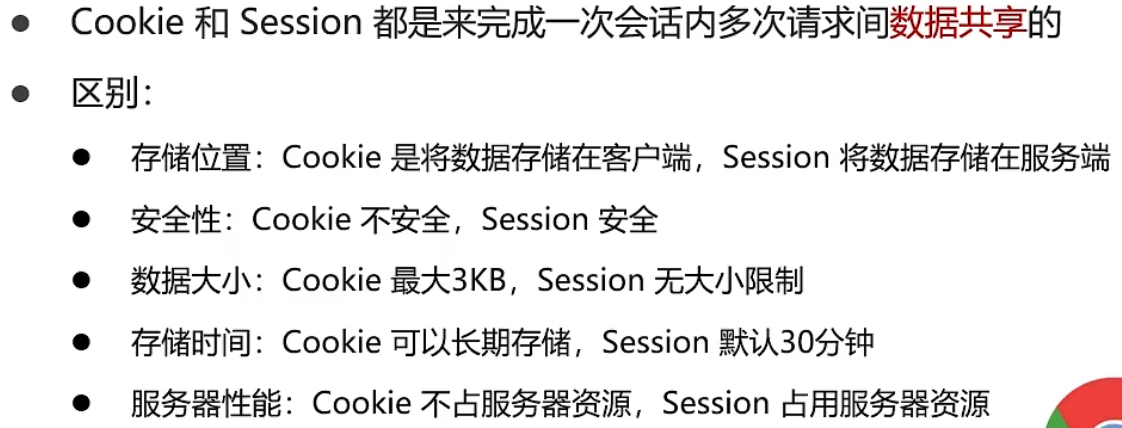 Cookie 和 Session 都是来完成一次会话内多次请求间数据共享的
区别：
存储位置：Cookie 是将数据存储在客户端，Session 将数据存储在服务端
安全性：Cookie 不安全，Session 安全
数据大小：Cookie 最大3KB，Session 无大小限制
存储时间：Cookie 可以长期存储，Session 默认30分钟
服务器性能：Cookie 不占服务器资源，Session 占用服务器资源